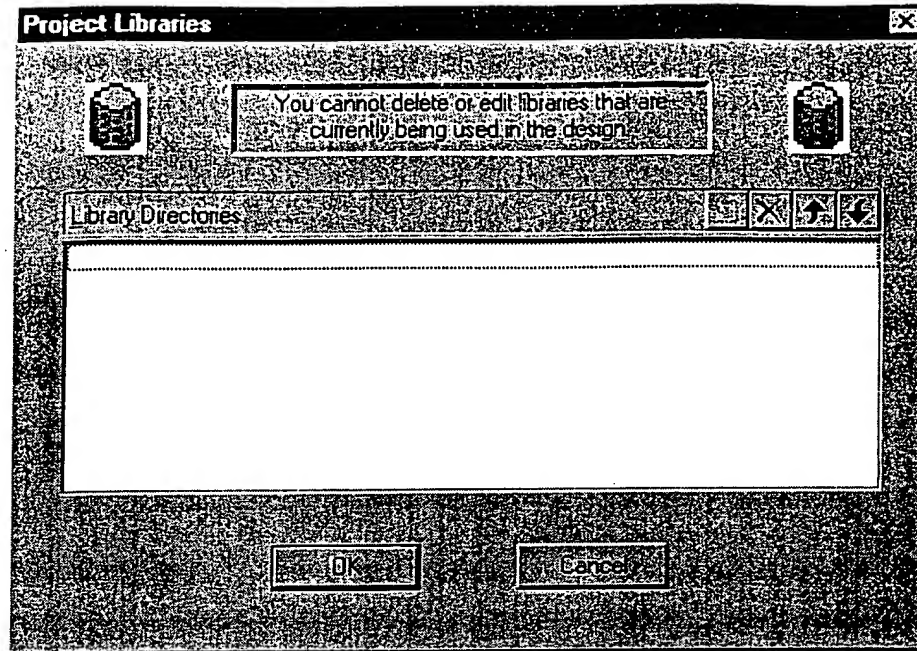 Project Libraries
You cannot delete or edit libraries that are
currently being used in the design.
Library Directories
OK
Cancel